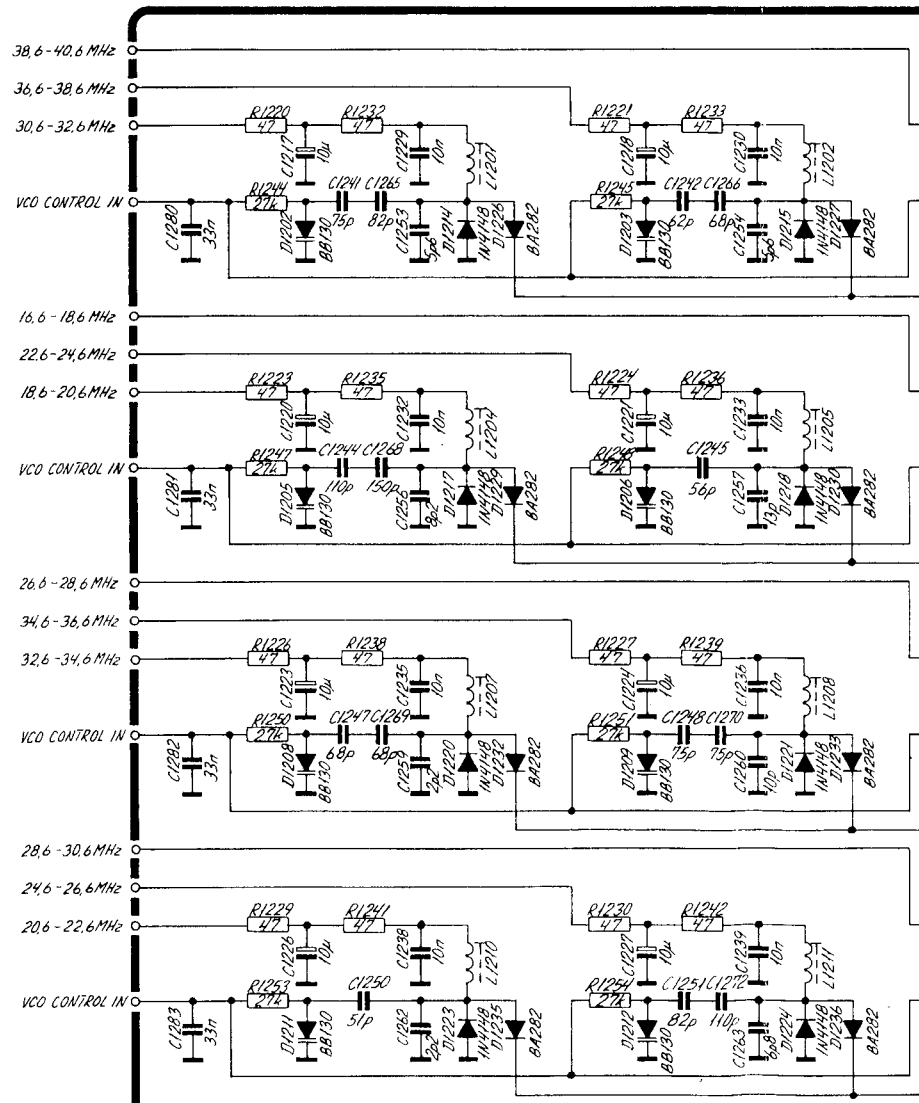 38,6-40,6 MHz
36,6-38,6 MHz
30,6-32,6 MHz
R1220
47
R1232
47
C1217
10µ
C1229
10n
L1201
R1221
47
R1233
47
C1218
10µ
C1230
10n
L1202
VCO CONTROL IN
C1280
33n
R1244
27k
D1202
BB130
C1241
75p
C1265
82p
C1253
5p6
D1214
1N4148
D1226
BA282
R1245
27k
D1203
BB130
C1242
62p
C1266
68p
C1254
5p6
D1215
1N4148
D1227
BA282
16,6-18,6 MHz
22,6-24,6 MHz
18,6-20,6 MHz
R1223
47
R1235
47
C1220
10µ
C1232
10n
L1204
R1224
47
R1236
47
C1221
10µ
C1233
10n
L1205
VCO CONTROL IN
C1281
33n
R1247
27k
D1205
BB130
C1244
110p
C1268
150p
C1256
8p2
D1217
1N4148
D1229
BA282
R1248
27k
D1206
BB130
C1245
56p
C1257
13p
D1218
1N4148
D1230
BA282
26,6-28,6 MHz
34,6-36,6 MHz
32,6-34,6 MHz
R1226
47
R1238
47
C1223
10µ
C1235
10n
L1207
R1227
47
R1239
47
C1224
10µ
C1236
10n
L1208
VCO CONTROL IN
C1282
33n
R1250
27k
D1208
BB130
C1247
68p
C1269
68p
C1259
2p2
D1220
1N4148
D1232
BA282
R1251
27k
D1209
BB130
C1248
75p
C1270
75p
C1260
10p
D1221
1N4148
D1233
BA282
28,6-30,6 MHz
24,6-26,6 MHz
20,6-22,6 MHz
R1229
47
R1241
47
C1226
10µ
C1238
10n
L1210
R1230
47
R1242
47
C1227
10µ
C1239
10n
L1211
VCO CONTROL IN
C1283
33n
R1253
27k
D1211
BB130
C1250
51p
C1262
2p2
D1223
1N4148
D1235
BA282
R1254
27k
D1212
BB130
C1251
82p
C1272
110p
C1263
6p8
D1224
1N4148
D1236
BA282